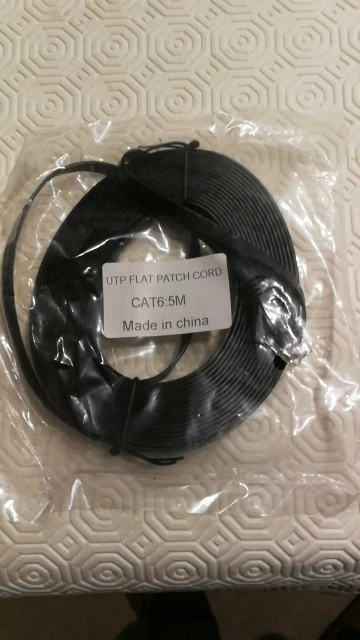 UTP FLAT PATCH CORD
CAT6:5M
Made in china